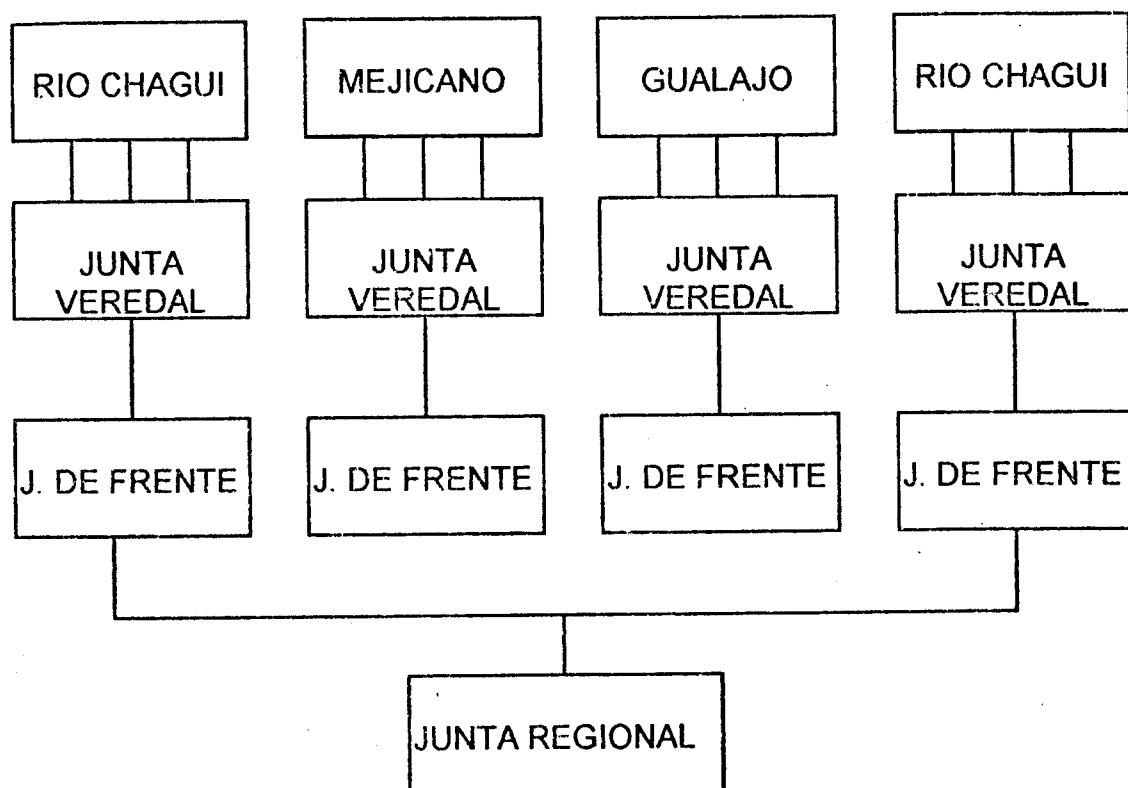 RIO CHAGUI
MEJICANO
GUALAJO
RIO CHAGUI
JUNTA
VEREDAL
JUNTA
VEREDAL
JUNTA
VEREDAL
JUNTA
VEREDAL
J. DE FRENTE
J. DE FRENTE
J. DE FRENTE
J. DE FRENTE
JUNTA REGIONAL